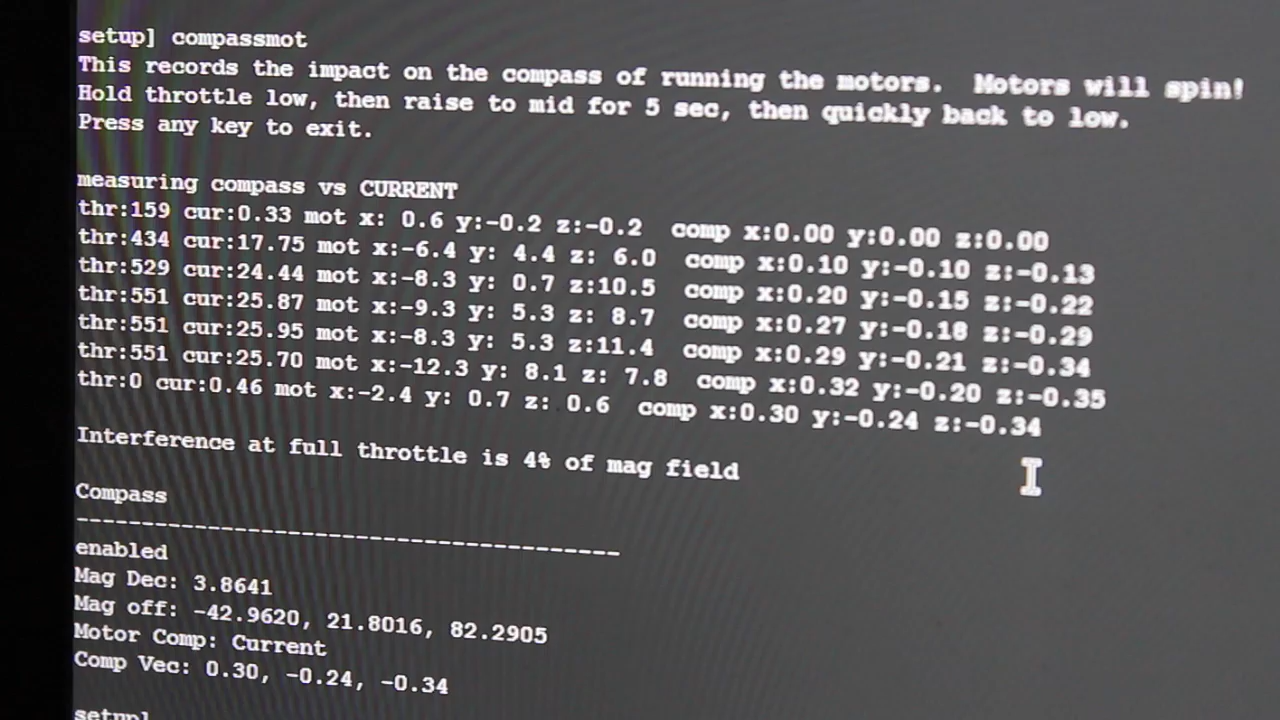 setup] compassmot
This records the impact on the compass of running the motors.  Motors will spin!
Hold throttle low, then raise to mid for 5 sec, then quickly back to low.
Press any key to exit.
measuring compass vs CURRENT
thr:159 cur:0.33 mot x: 0.6 y:-0.2 z:-0.2  comp x:0.00 y:0.00 z:0.00
thr:434 cur:17.75 mot x:-6.4 y: 4.4 z: 6.0  comp x:0.10 y:-0.10 z:-0.13
thr:529 cur:24.44 mot x:-8.3 y: 0.7 z:10.5  comp x:0.20 y:-0.15 z:-0.22
thr:551 cur:25.87 mot x:-9.3 y: 5.3 z: 8.7  comp x:0.27 y:-0.18 z:-0.29
thr:551 cur:25.95 mot x:-8.3 y: 5.3 z:11.4  comp x:0.29 y:-0.21 z:-0.34
thr:551 cur:25.70 mot x:-12.3 y: 8.1 z: 7.8  comp x:0.32 y:-0.20 z:-0.35
thr:0 cur:0.46 mot x:-2.4 y: 0.7 z: 0.6  comp x:0.30 y:-0.24 z:-0.34
Interference at full throttle is 4% of mag field
Compass
------------------------------------------
enabled
Mag Dec: 3.8641
Mag off: -42.9620, 21.8016, 82.2905
Motor Comp: Current
Comp Vec: 0.30, -0.24, -0.34
setup]